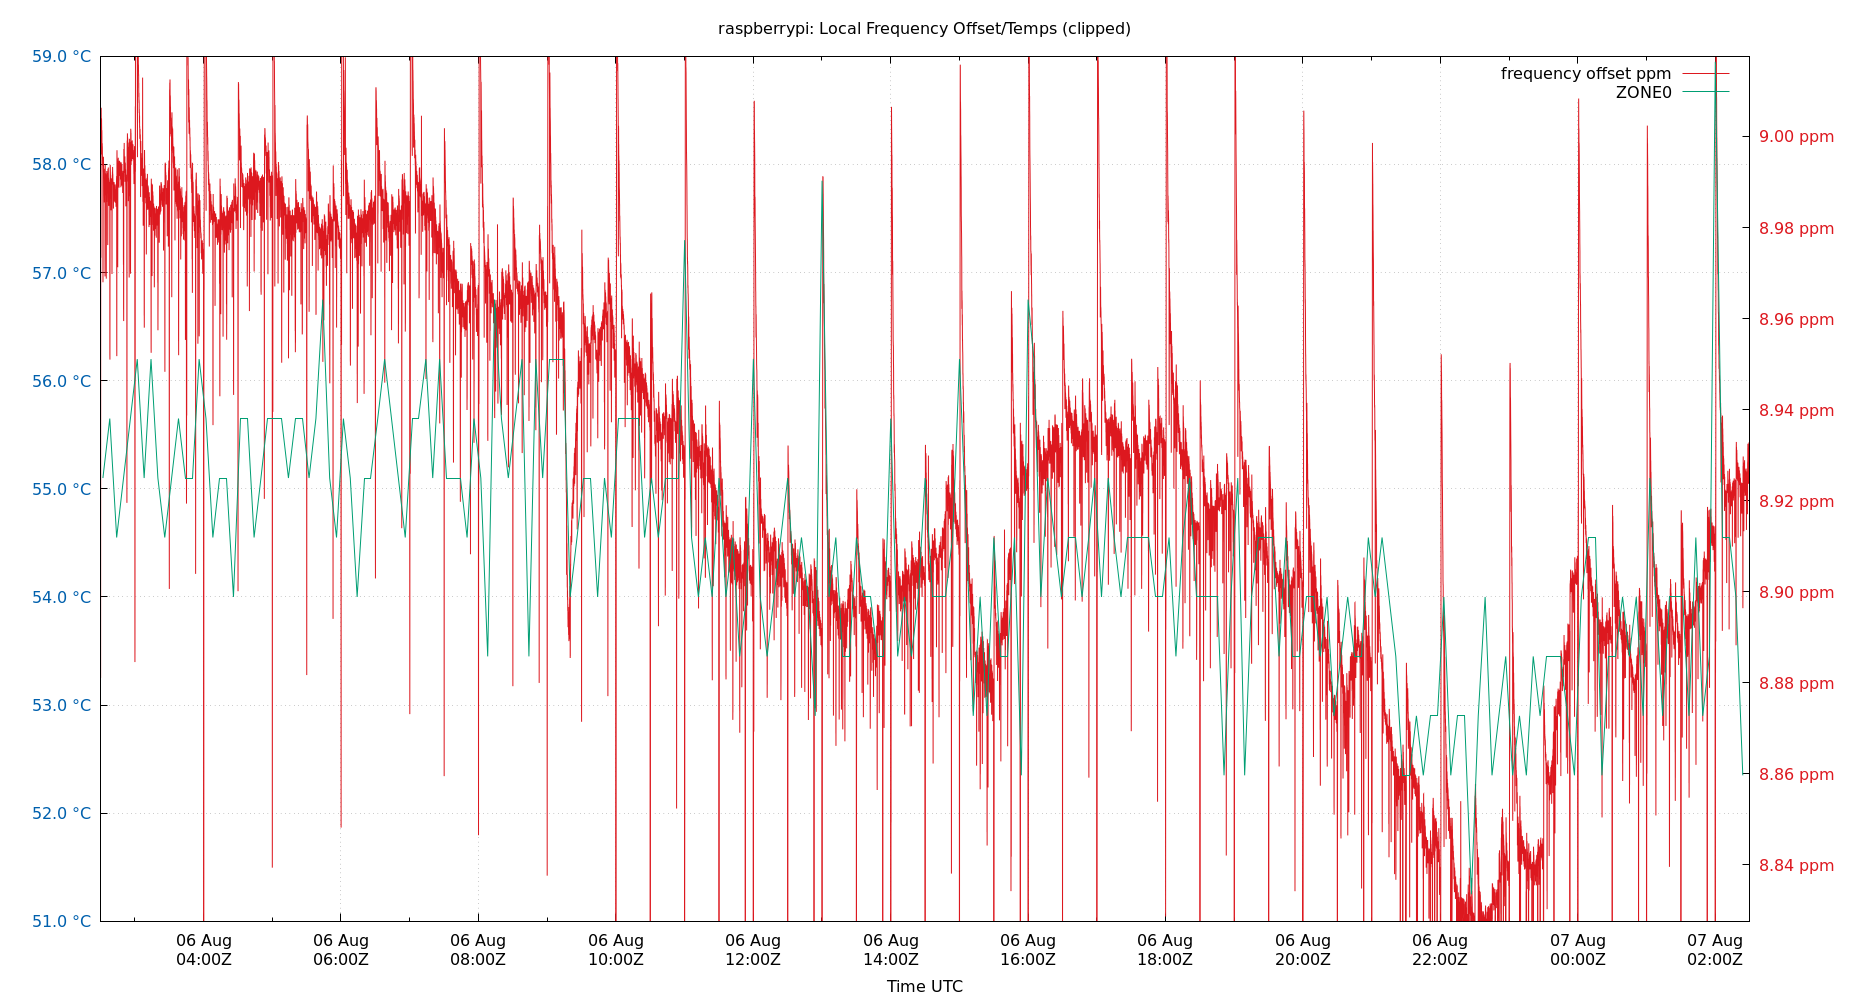 raspberrypi: Local Frequency Offset/Temps (clipped)
frequency offset ppm
ZONE0
59.0 °C
58.0 °C
57.0 °C
56.0 °C
55.0 °C
54.0 °C
53.0 °C
52.0 °C
51.0 °C
9.00 ppm
8.98 ppm
8.96 ppm
8.94 ppm
8.92 ppm
8.90 ppm
8.88 ppm
8.86 ppm
8.84 ppm
06 Aug 06 Aug 06 Aug 06 Aug 06 Aug 06 Aug 06 Aug 06 Aug 06 Aug 06 Aug 07 Aug 07 Aug
04:00Z 06:00Z 08:00Z 10:00Z 12:00Z 14:00Z 16:00Z 18:00Z 20:00Z 22:00Z 00:00Z 02:00Z
Time UTC